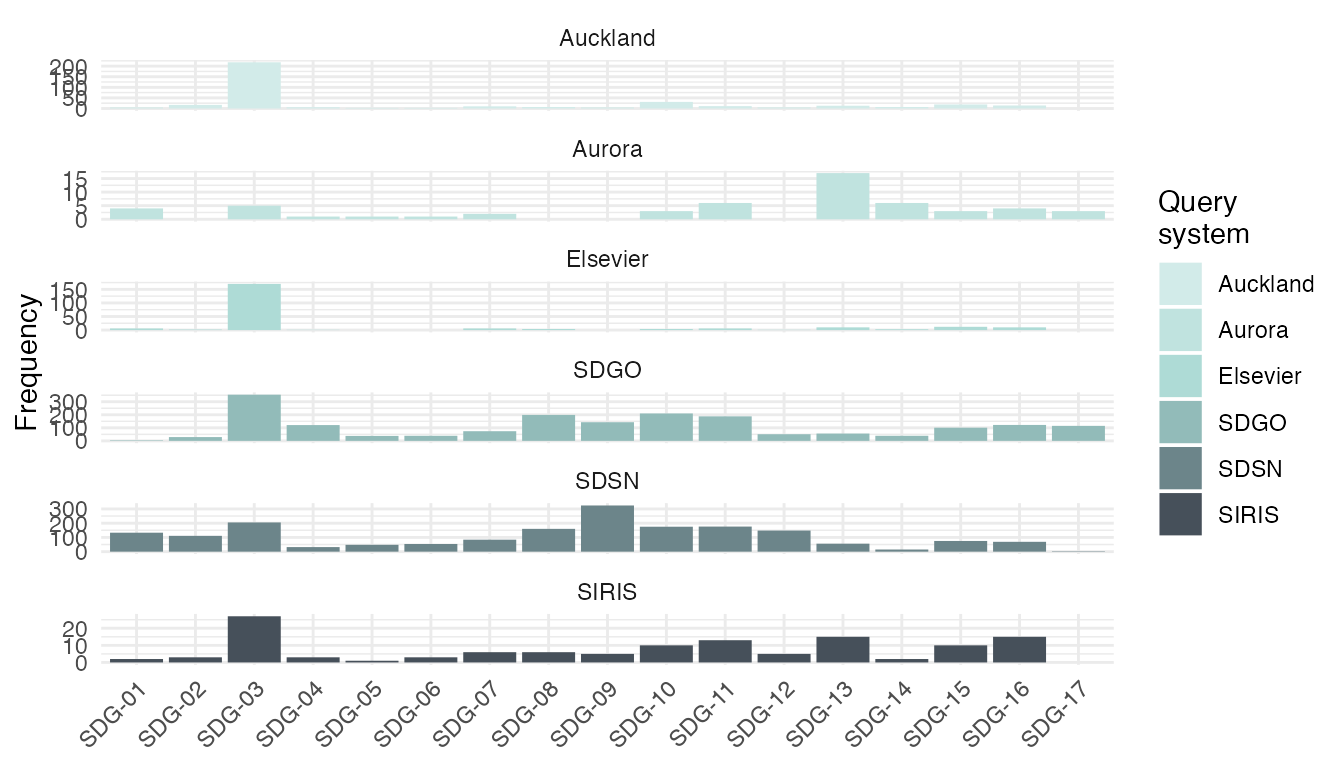 Auckland
200
150
100
50
0
Aurora
15
10
5
0
Elsevier
150
100
50
0
SDGO
300
200
100
0
SDSN
300
200
100
0
SIRIS
20
10
0
Frequency
SDG-01 SDG-02 SDG-03 SDG-04 SDG-05 SDG-06 SDG-07 SDG-08 SDG-09 SDG-10 SDG-11 SDG-12 SDG-13 SDG-14 SDG-15 SDG-16 SDG-17
Query
system
Auckland
Aurora
Elsevier
SDGO
SDSN
SIRIS